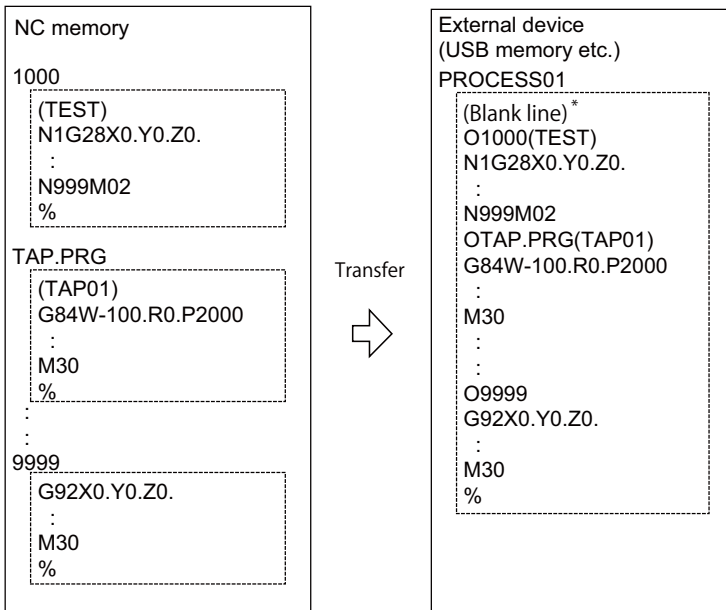 NC memory
1000
(TEST)
N1G28X0.Y0.Z0.
:
N999M02
%
TAP.PRG
(TAP01)
G84W-100.R0.P2000
:
M30
%
:
:
9999
G92X0.Y0.Z0.
:
M30
%
Transfer
External device
(USB memory etc.)
PROCESS01
(Blank line) *
O1000(TEST)
N1G28X0.Y0.Z0.
:
N999M02
OTAP.PRG(TAP01)
G84W-100.R0.P2000
:
M30
:
:
O9999
G92X0.Y0.Z0.
:
M30
%